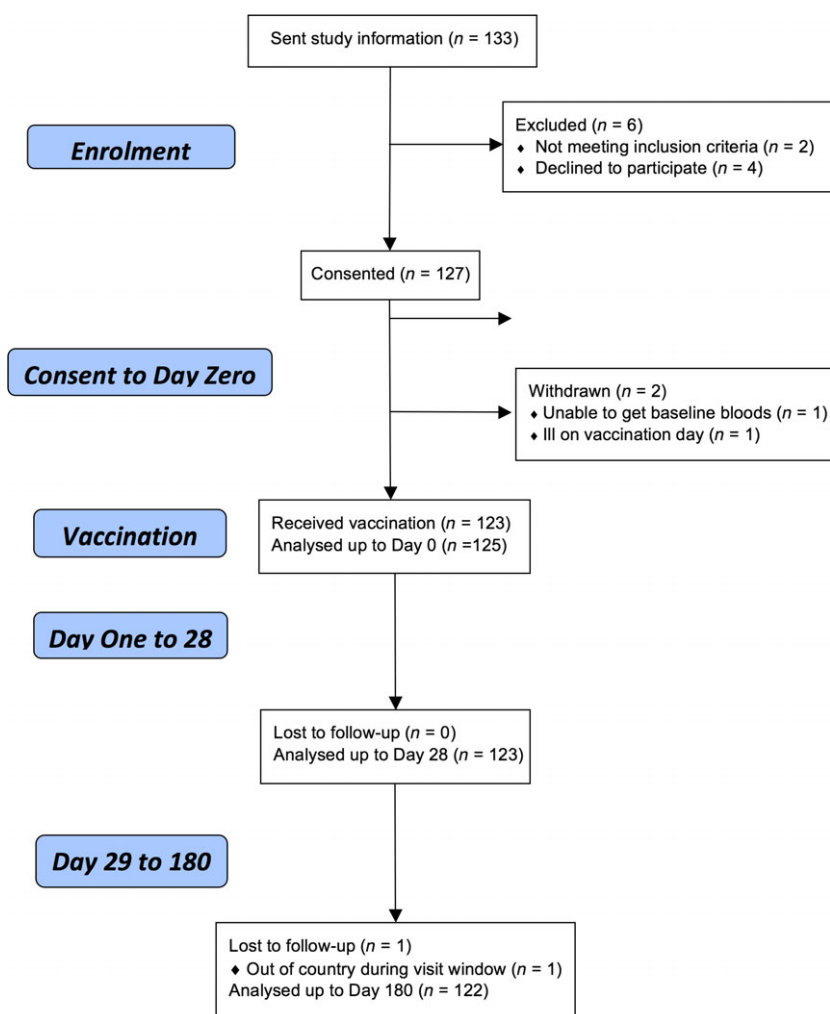 Sent study information (n = 133)
Enrolment
Excluded (n = 6)
♦ Not meeting inclusion criteria (n = 2)
♦ Declined to participate (n = 4)
Consented (n = 127)
Consent to Day Zero
Withdrawn (n = 2)
♦ Unable to get baseline bloods (n = 1)
♦ Ill on vaccination day (n = 1)
Vaccination
Received vaccination (n = 123)
Analysed up to Day 0 (n =125)
Day One to 28
Lost to follow-up (n = 0)
Analysed up to Day 28 (n = 123)
Day 29 to 180
Lost to follow-up (n = 1)
♦ Out of country during visit window (n = 1)
Analysed up to Day 180 (n = 122)